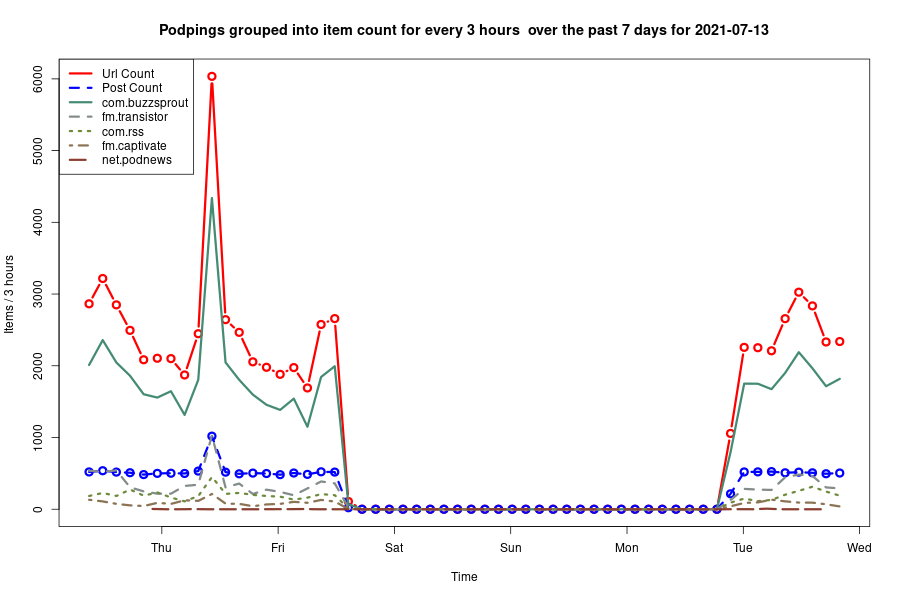 Podpings grouped into item count for every 3 hours  over the past 7 days for 2021-07-13
Url Count
Post Count
com.buzzsprout
fm.transistor
com.rss
fm.captivate
net.podnews
6000
5000
4000
3000
2000
1000
0
Items / 3 hours
Thu
Fri
Sat
Sun
Mon
Tue
Wed
Time